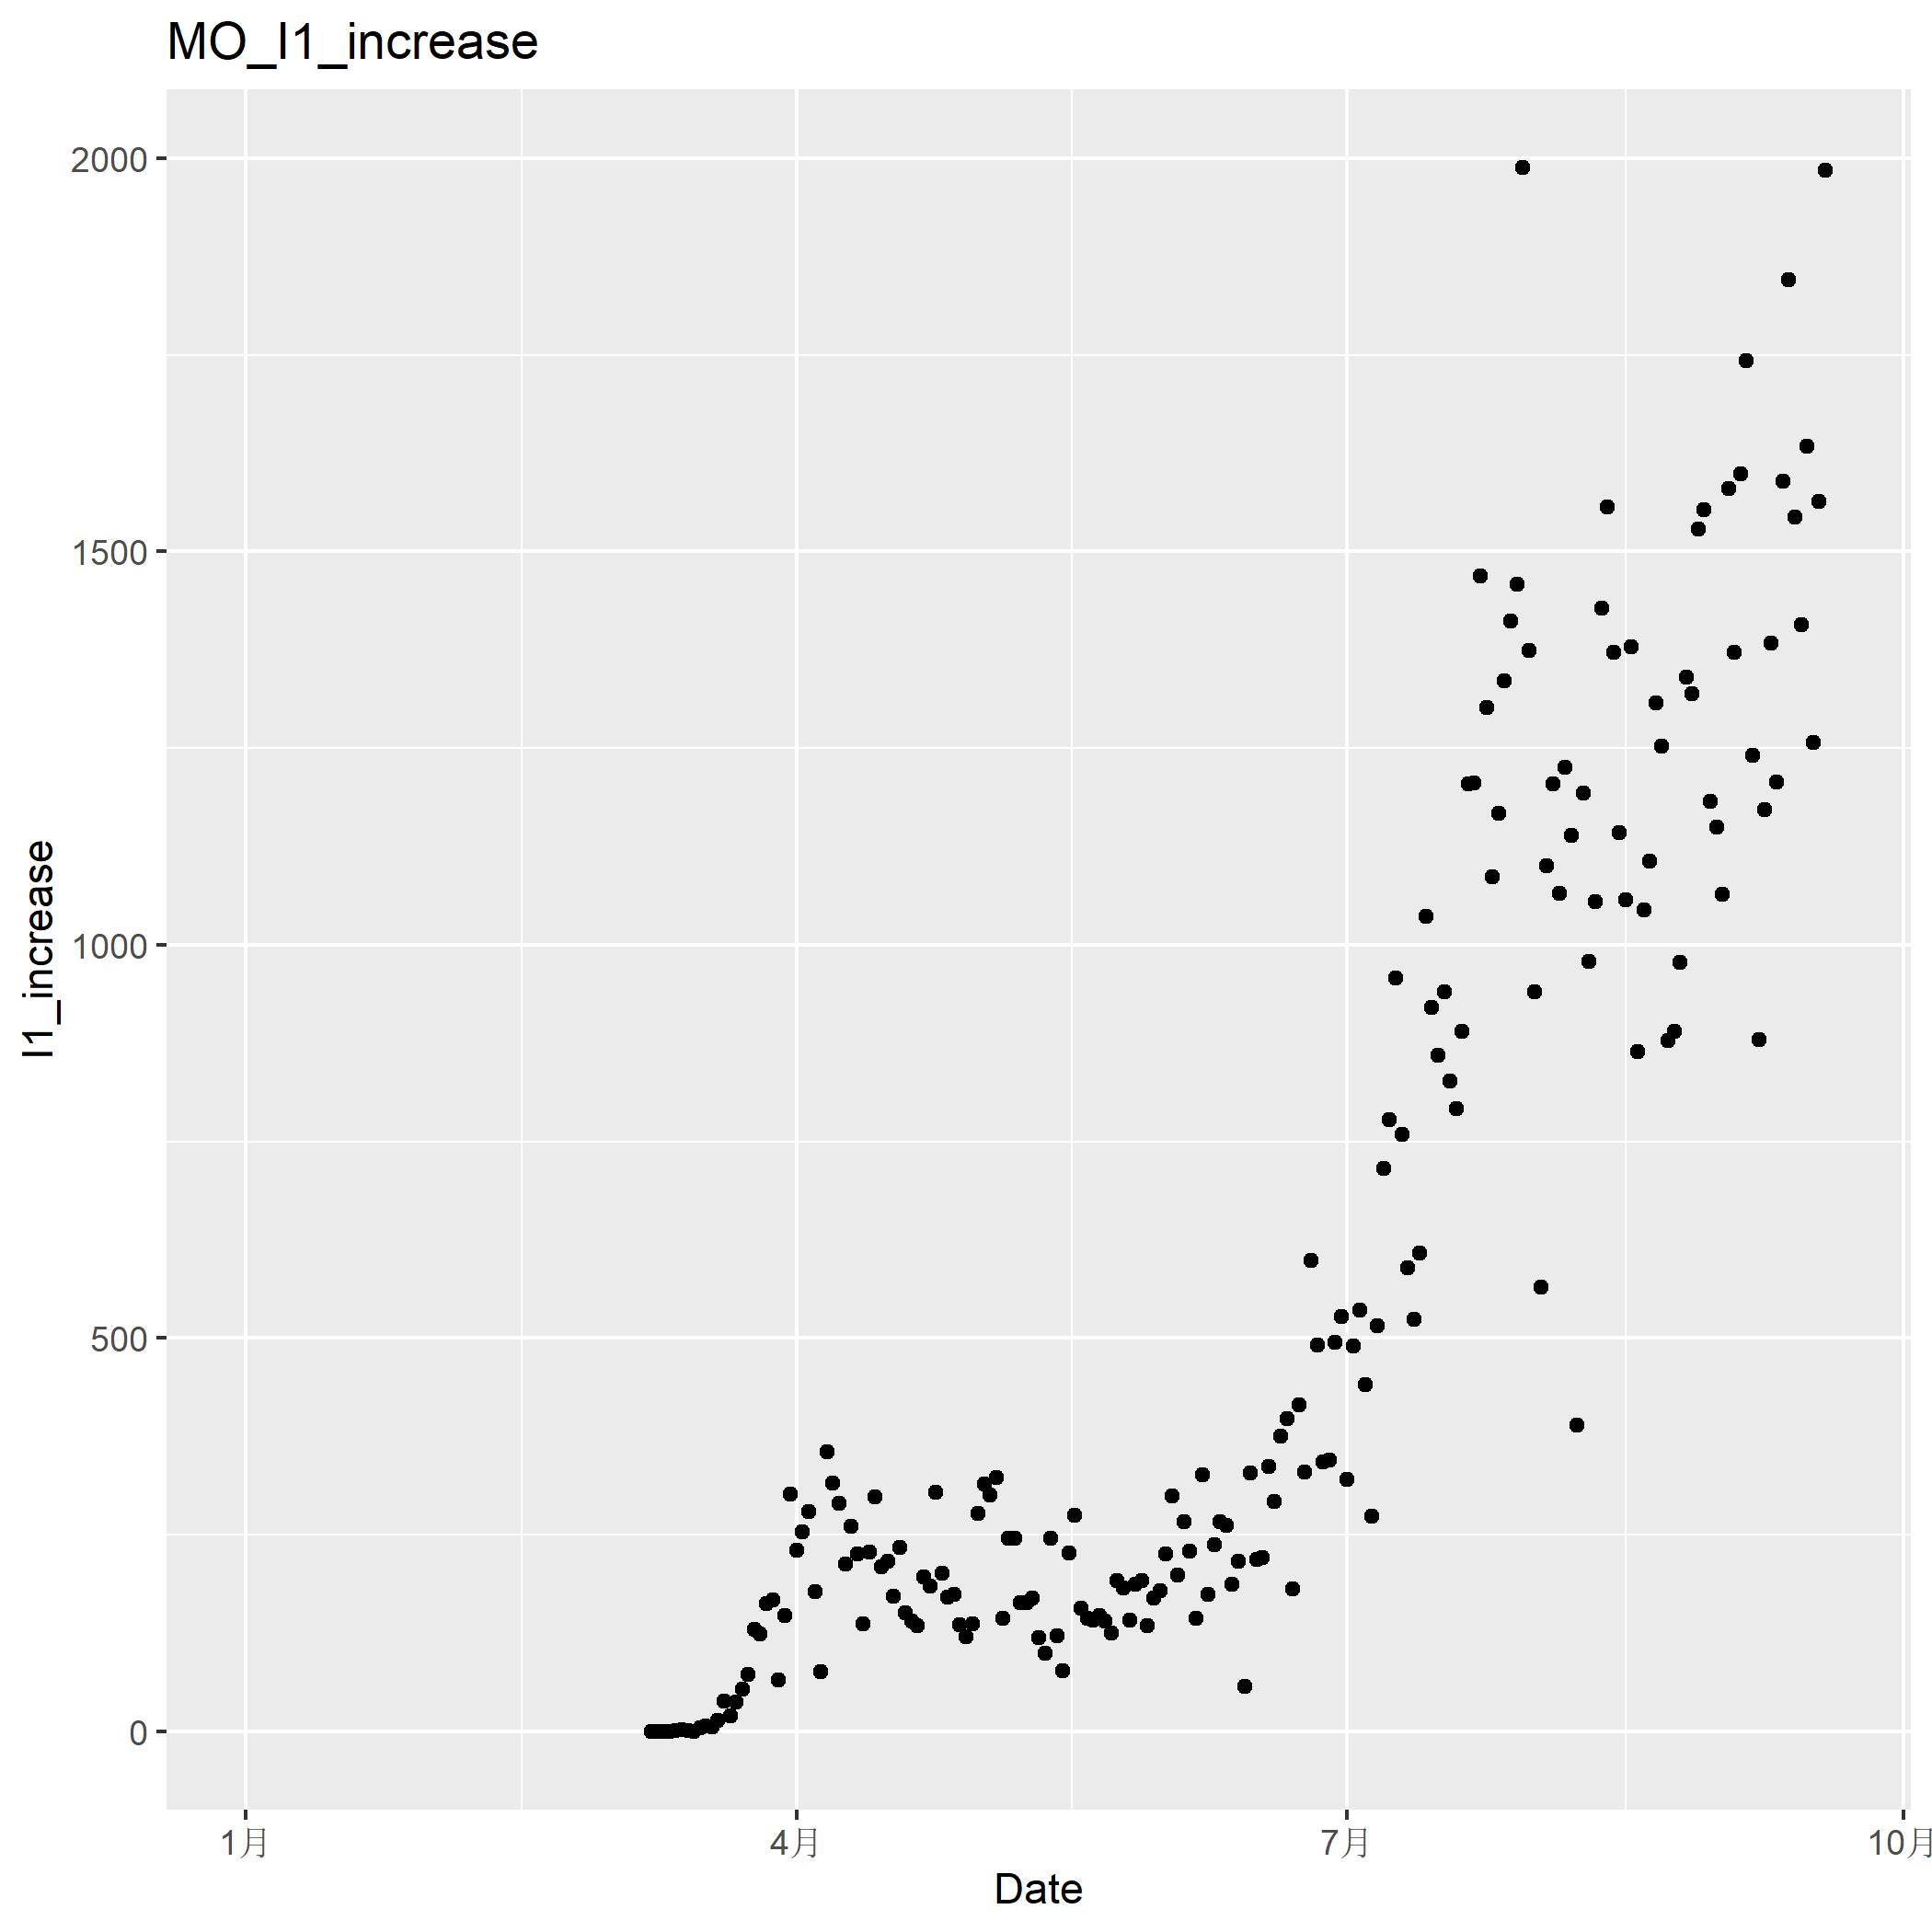 MO_I1_increase
2000
1500
1000
500
0
I1_increase
1月
4月
7月
10月
Date